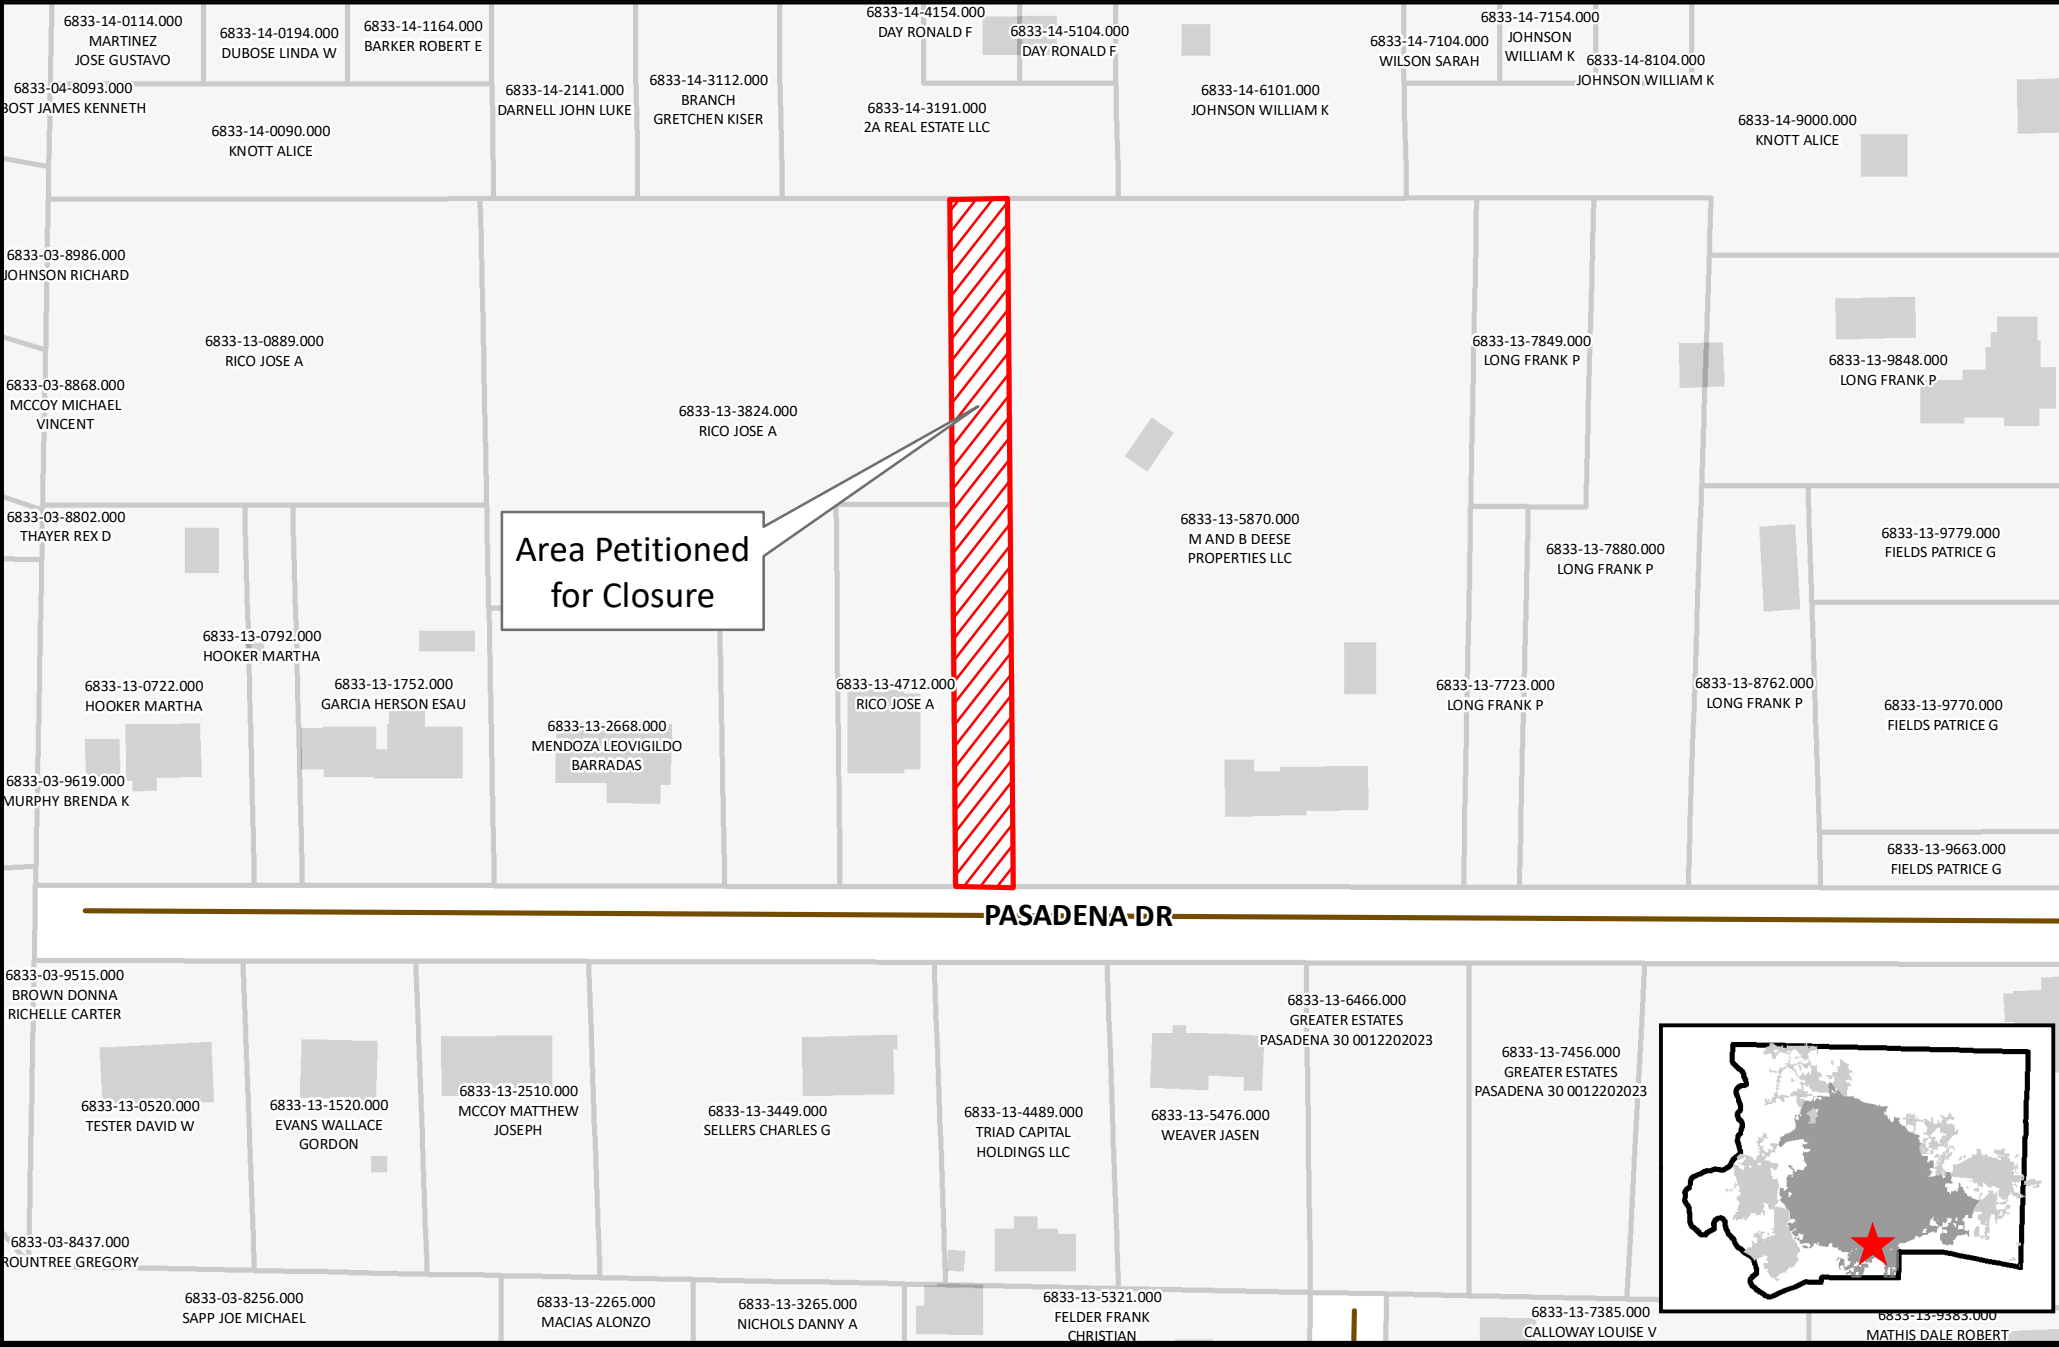 6833-14-0114.000
MARTINEZ
JOSE GUSTAVO
6833-14-0194.000
DUBOSE LINDA W
6833-14-1164.000
BARKER ROBERT E
6833-14-4154.000
DAY RONALD F
6833-14-5104.000
DAY RONALD F
6833-14-7104.000
WILSON SARAH
6833-14-7154.000
JOHNSON
WILLIAM K
6833-14-8104.000
JOHNSON WILLIAM K
6833-04-8093.000
BOST JAMES KENNETH
6833-14-0090.000
KNOTT ALICE
6833-14-2141.000
DARNELL JOHN LUKE
6833-14-3112.000
BRANCH
GRETCHEN KISER
6833-14-3191.000
2A REAL ESTATE LLC
6833-14-6101.000
JOHNSON WILLIAM K
6833-14-9000.000
KNOTT ALICE
6833-03-8986.000
JOHNSON RICHARD
6833-13-0889.000
RICO JOSE A
6833-03-8868.000
MCCOY MICHAEL
VINCENT
6833-13-3824.000
RICO JOSE A
6833-13-7849.000
LONG FRANK P
6833-13-9848.000
LONG FRANK P
6833-03-8802.000
THAYER REX D
Area Petitioned
for Closure
6833-13-5870.000
M AND B DEESE
PROPERTIES LLC
6833-13-7880.000
LONG FRANK P
6833-13-9779.000
FIELDS PATRICE G
6833-13-0792.000
HOOKER MARTHA
6833-13-0722.000
HOOKER MARTHA
6833-13-1752.000
GARCIA HERSON ESAU
6833-13-2668.000
MENDOZA LEOVIGILDO
BARRADAS
6833-13-4712.000
RICO JOSE A
6833-13-7723.000
LONG FRANK P
6833-13-8762.000
LONG FRANK P
6833-13-9770.000
FIELDS PATRICE G
6833-03-9619.000
MURPHY BRENDA K
6833-13-9663.000
FIELDS PATRICE G
PASADENA DR
6833-03-9515.000
BROWN DONNA
RICHELLE CARTER
6833-13-0520.000
TESTER DAVID W
6833-13-1520.000
EVANS WALLACE
GORDON
6833-13-2510.000
MCCOY MATTHEW
JOSEPH
6833-13-3449.000
SELLERS CHARLES G
6833-13-4489.000
TRIAD CAPITAL
HOLDINGS LLC
6833-13-5476.000
WEAVER JASEN
6833-13-6466.000
GREATER ESTATES
PASADENA 30 0012202023
6833-13-7456.000
GREATER ESTATES
PASADENA 30 0012202023
6833-03-8437.000
ROUNTREE GREGORY
6833-03-8256.000
SAPP JOE MICHAEL
6833-13-2265.000
MACIAS ALONZO
6833-13-3265.000
NICHOLS DANNY A
6833-13-5321.000
FELDER FRANK
CHRISTIAN
6833-13-7385.000
CALLOWAY LOUISE V
6833-13-9383.000
MATHIS DALE ROBERT